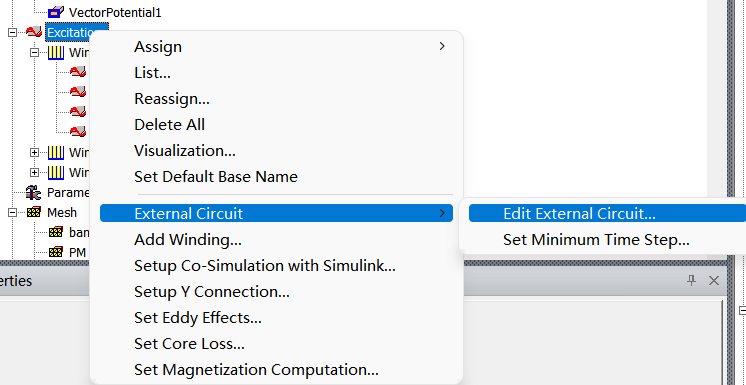 VectorPotential1
Excitation
Win
Win
Win
Parame
Mesh
ban
PM
erties
Assign
List...
Reassign...
Delete All
Visualization...
Set Default Base Name
External Circuit
Add Winding...
Setup Co-Simulation with Simulink...
Setup Y Connection...
Set Eddy Effects...
Set Core Loss...
Set Magnetization Computation...
Edit External Circuit...
Set Minimum Time Step...